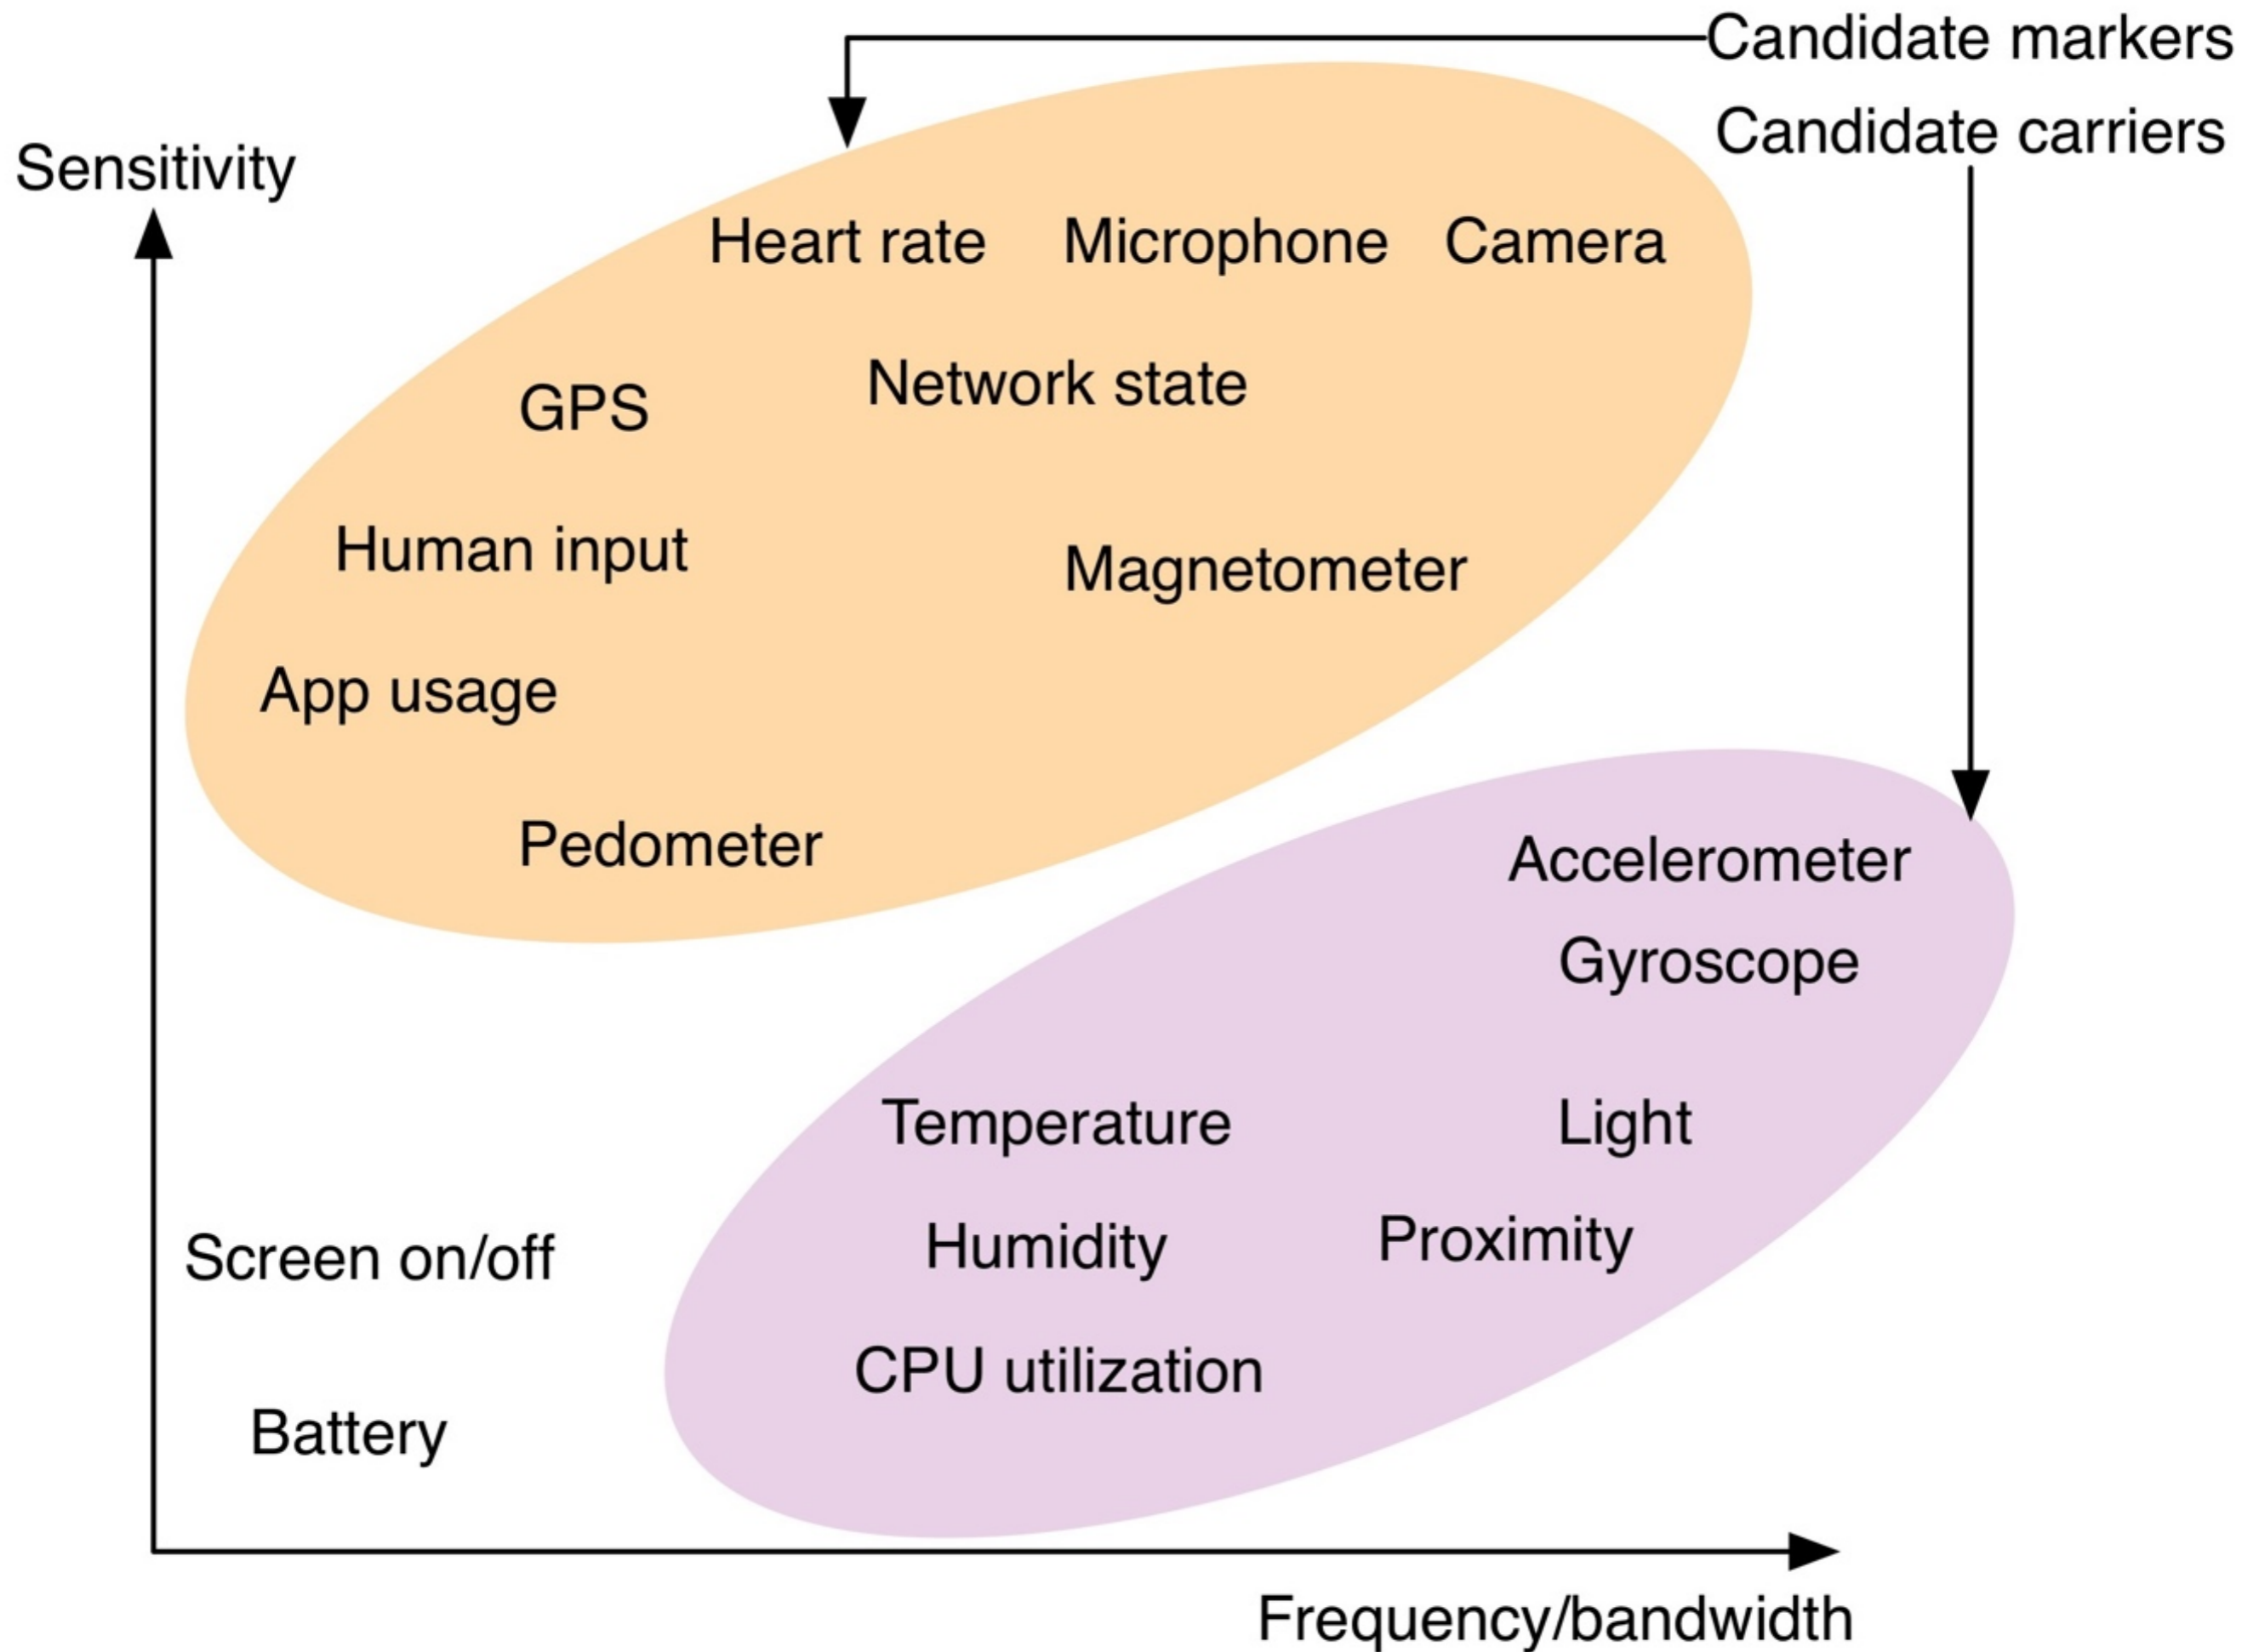 Candidate markers
Candidate carriers
Sensitivity
Heart rate
Microphone
Camera
Network state
GPS
Human input
Magnetometer
App usage
Pedometer
Accelerometer
Gyroscope
Temperature
Light
Humidity
Proximity
Screen on/off
CPU utilization
Battery
Frequency/bandwidth